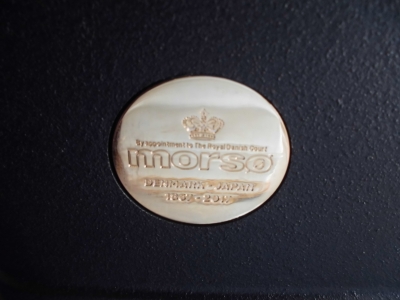 By appointment to The Royal Danish Court
morsø
DENMARK - JAPAN